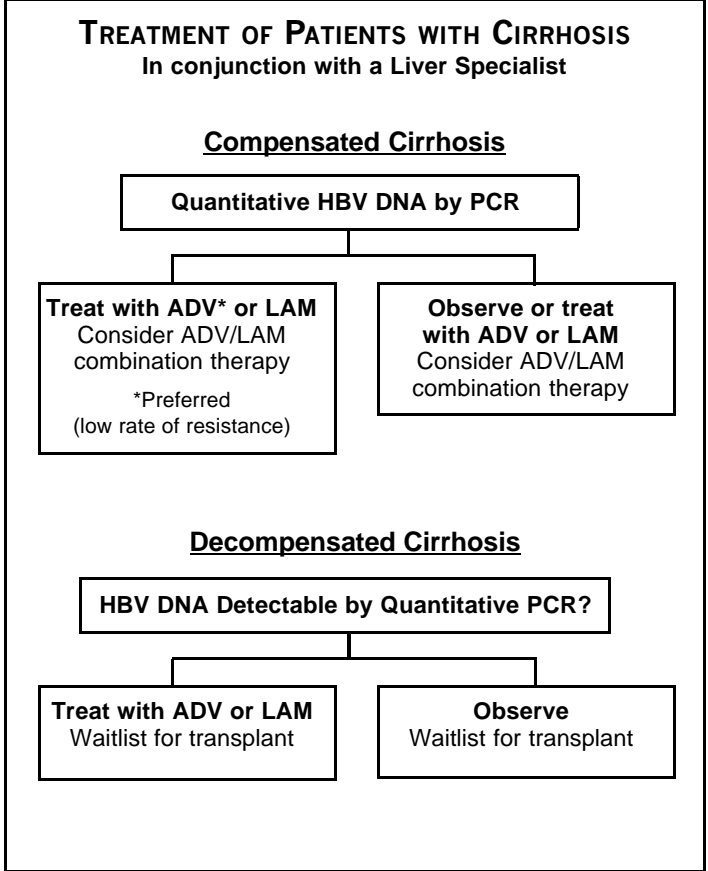 TREATMENT OF PATIENTS WITH CIRRHOSIS
In conjunction with a Liver Specialist
Compensated Cirrhosis
Quantitative HBV DNA by PCR
Treat with ADV* or LAM
Consider ADV/LAM
combination therapy
*Preferred
(low rate of resistance)
Observe or treat
with ADV or LAM
Consider ADV/LAM
combination therapy
Decompensated Cirrhosis
HBV DNA Detectable by Quantitative PCR?
Treat with ADV or LAM
Waitlist for transplant
Observe
Waitlist for transplant